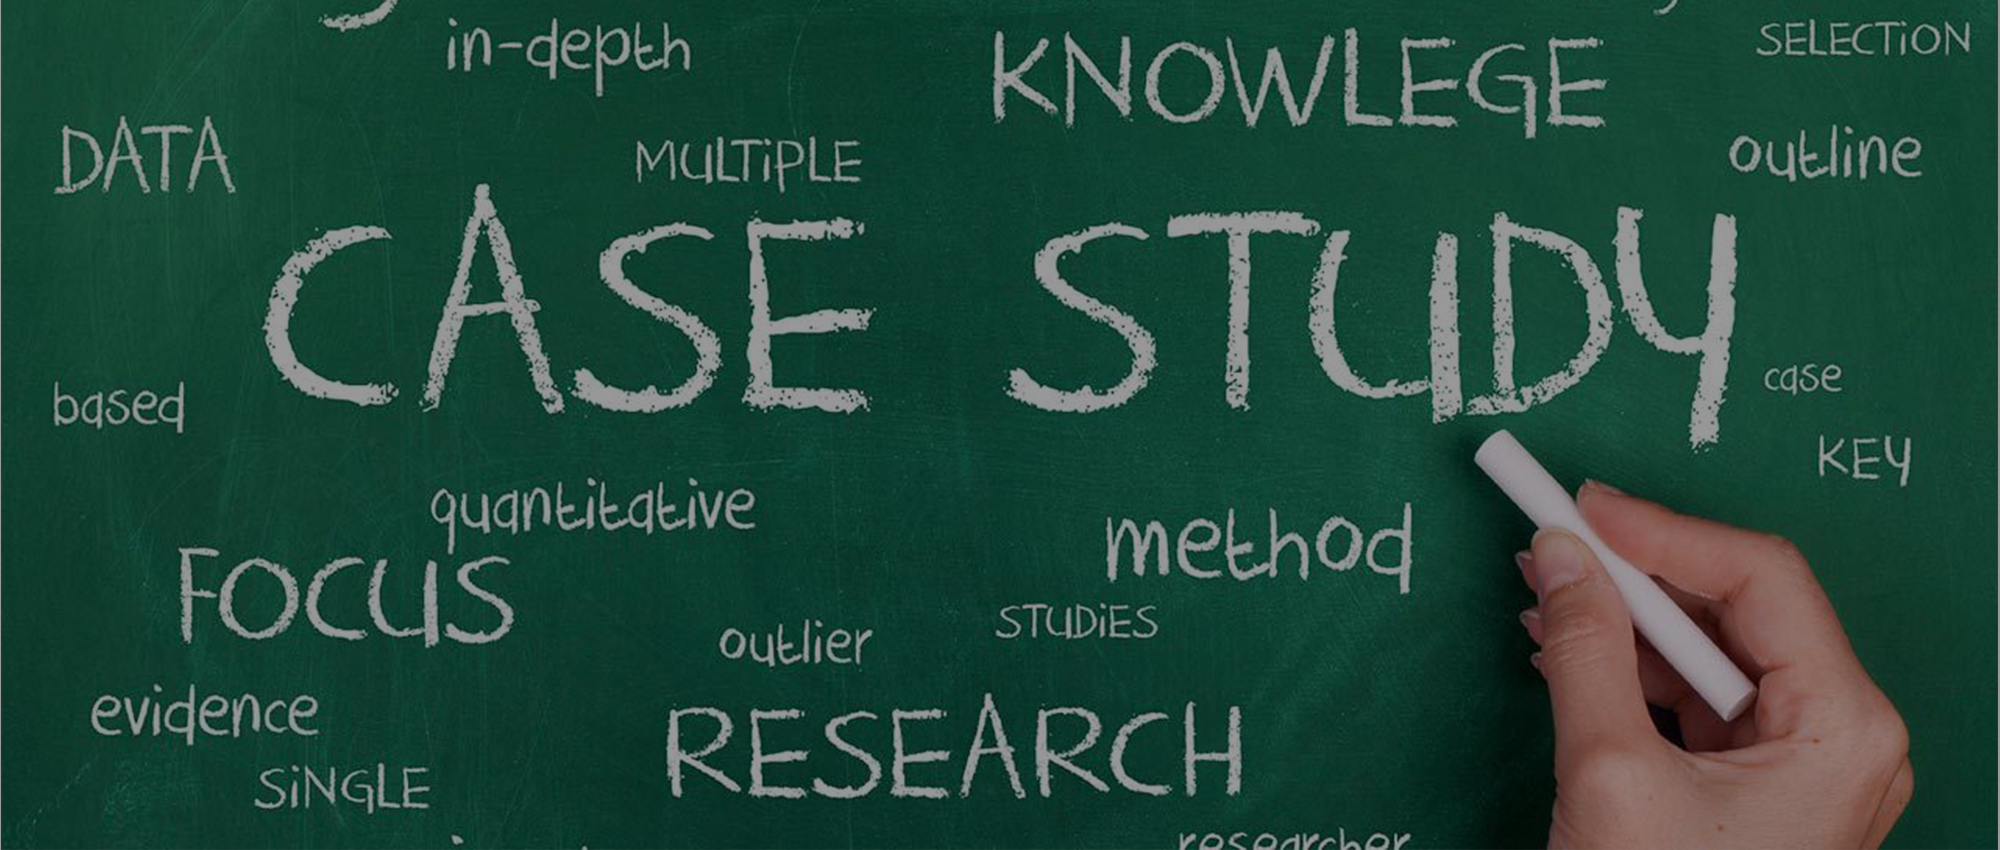 in-depth
KNOWLEGE
SELECTiON
DATA
MULTiPLE
outline
CASE STUDY
case
based
KEY
quantitative
method
FOCUS
STUDiES
outlier
evidence
RESEARCH
SiNGLE
researcher